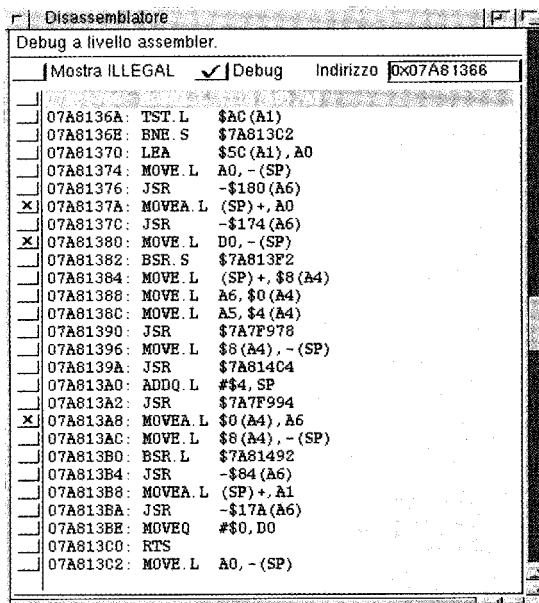 Disassemblatore
Debug a livello assembler.
Mostra ILLEGAL Debug Indirizzo 0x07A81366
07A8136A: TST.L $AC(A1)
07A8136E: BNE.S $7A813C2
07A81370: LEA $5C(A1),A0
07A81374: MOVE.L A0,-(SP)
07A81376: JSR -$180(A6)
07A8137A: MOVEA.L (SP)+,A0
07A8137C: JSR -$174(A6)
07A81380: MOVE.L D0,-(SP)
07A81382: BSR.S $7A813F2
07A81384: MOVE.L (SP)+,$8(A4)
07A81388: MOVE.L A6,$0(A4)
07A8138C: MOVE.L A5,$4(A4)
07A81390: JSR $7A7F978
07A81396: MOVE.L $8(A4),-(SP)
07A8139A: JSR $7A814C4
07A813A0: ADDQ.L #$4,SP
07A813A2: JSR $7A7F994
07A813A8: MOVEA.L $0(A4),A6
07A813AC: MOVE.L $8(A4),-(SP)
07A813B0: BSR.L $7A81492
07A813B4: JSR -$84(A6)
07A813B8: MOVEA.L (SP)+,A1
07A813BA: JSR -$17A(A6)
07A813BE: MOVEQ #$0,D0
07A813C0: RTS
07A813C2: MOVE.L A0,-(SP)